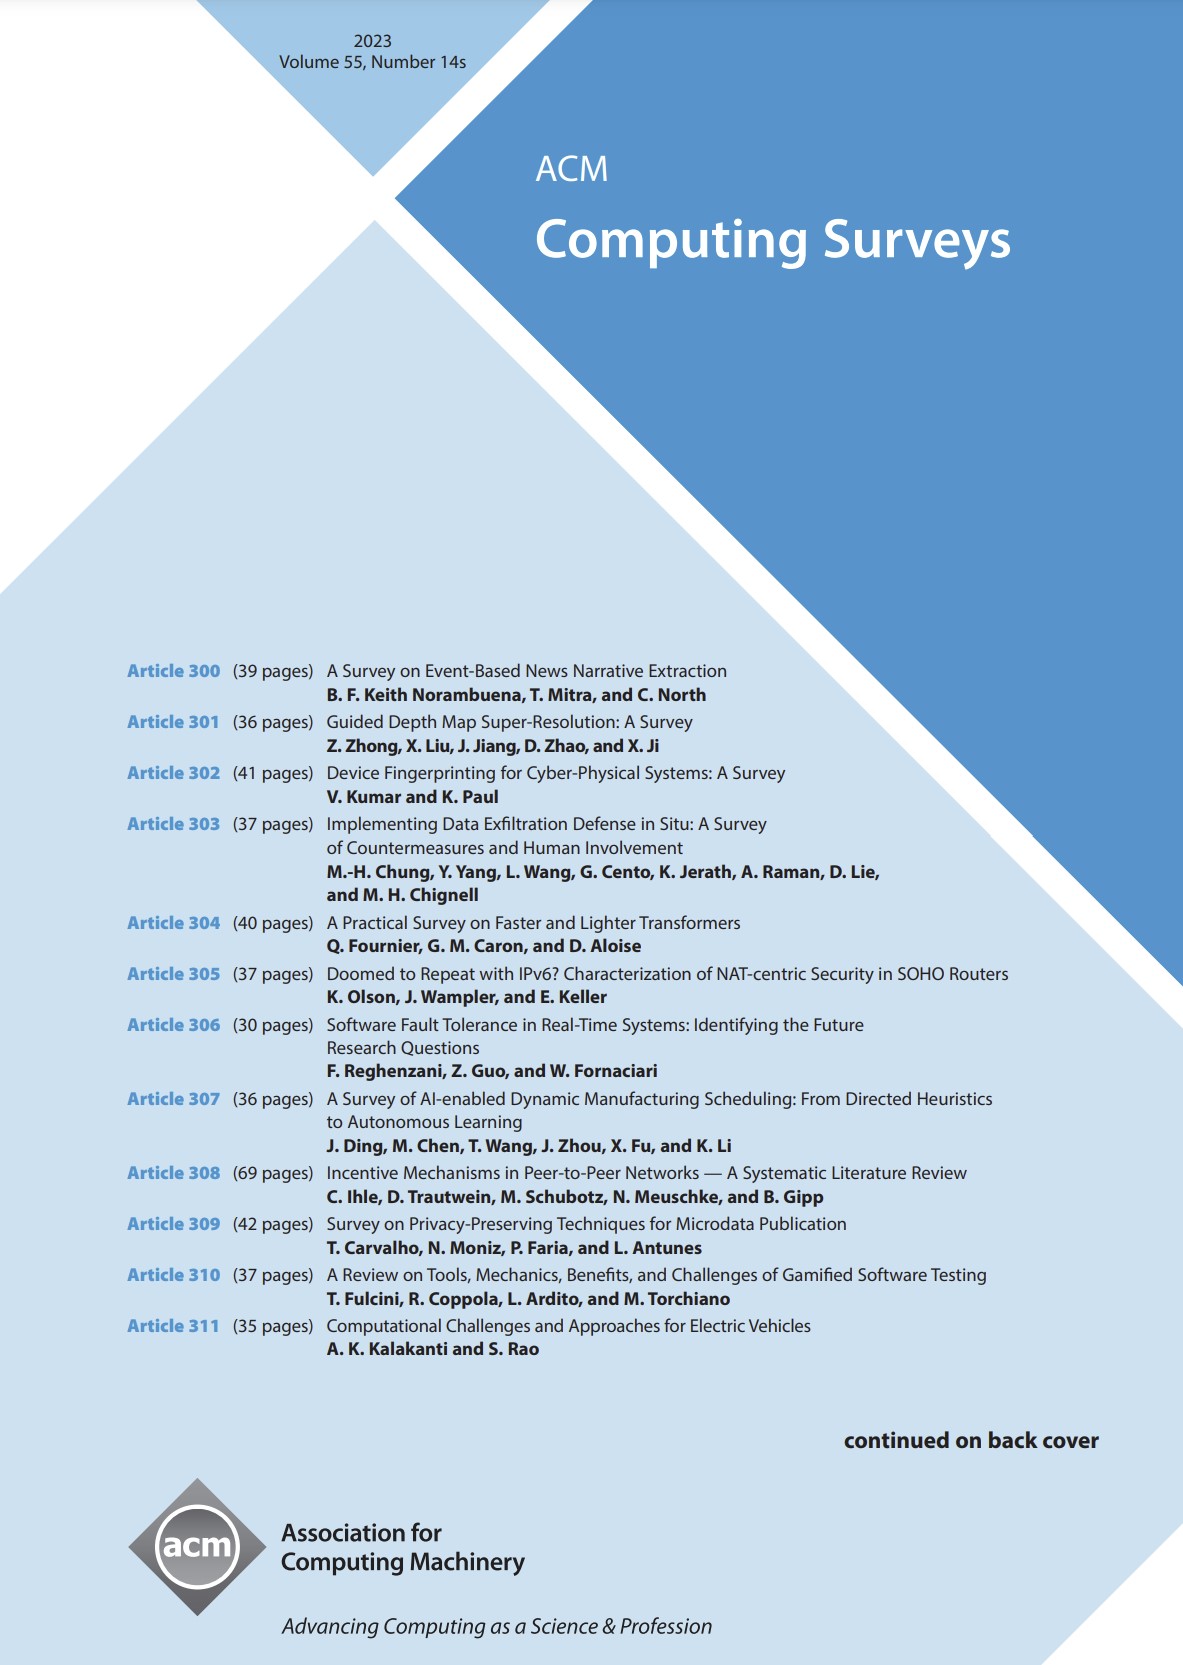 2023
Volume 55, Number 14s
ACM
Computing Surveys
Article 300 (39 pages) A Survey on Event-Based News Narrative Extraction
B. F. Keith Norambuena, T. Mitra, and C. North
Article 301 (36 pages) Guided Depth Map Super-Resolution: A Survey
Z. Zhong, X. Liu, J. Jiang, D. Zhao, and X. Ji
Article 302 (41 pages) Device Fingerprinting for Cyber-Physical Systems: A Survey
V. Kumar and K. Paul
Article 303 (37 pages) Implementing Data Exfiltration Defense in Situ: A Survey
of Countermeasures and Human Involvement
M.-H. Chung, Y. Yang, L. Wang, G. Cento, K. Jerath, A. Raman, D. Lie,
and M. H. Chignell
Article 304 (40 pages) A Practical Survey on Faster and Lighter Transformers
Q. Fournier, G. M. Caron, and D. Aloise
Article 305 (37 pages) Doomed to Repeat with IPv6? Characterization of NAT-centric Security in SOHO Routers
K. Olson, J. Wampler, and E. Keller
Article 306 (30 pages) Software Fault Tolerance in Real-Time Systems: Identifying the Future
Research Questions
F. Reghenzani, Z. Guo, and W. Fornaciari
Article 307 (36 pages) A Survey of AI-enabled Dynamic Manufacturing Scheduling: From Directed Heuristics
to Autonomous Learning
J. Ding, M. Chen, T. Wang, J. Zhou, X. Fu, and K. Li
Article 308 (69 pages) Incentive Mechanisms in Peer-to-Peer Networks — A Systematic Literature Review
C. Ihle, D. Trautwein, M. Schubotz, N. Meuschke, and B. Gipp
Article 309 (42 pages) Survey on Privacy-Preserving Techniques for Microdata Publication
T. Carvalho, N. Moniz, P. Faria, and L. Antunes
Article 310 (37 pages) A Review on Tools, Mechanics, Benefits, and Challenges of Gamified Software Testing
T. Fulcini, R. Coppola, L. Ardito, and M. Torchiano
Article 311 (35 pages) Computational Challenges and Approaches for Electric Vehicles
A. K. Kalakanti and S. Rao
continued on back cover
acm
Association for
Computing Machinery
Advancing Computing as a Science & Profession